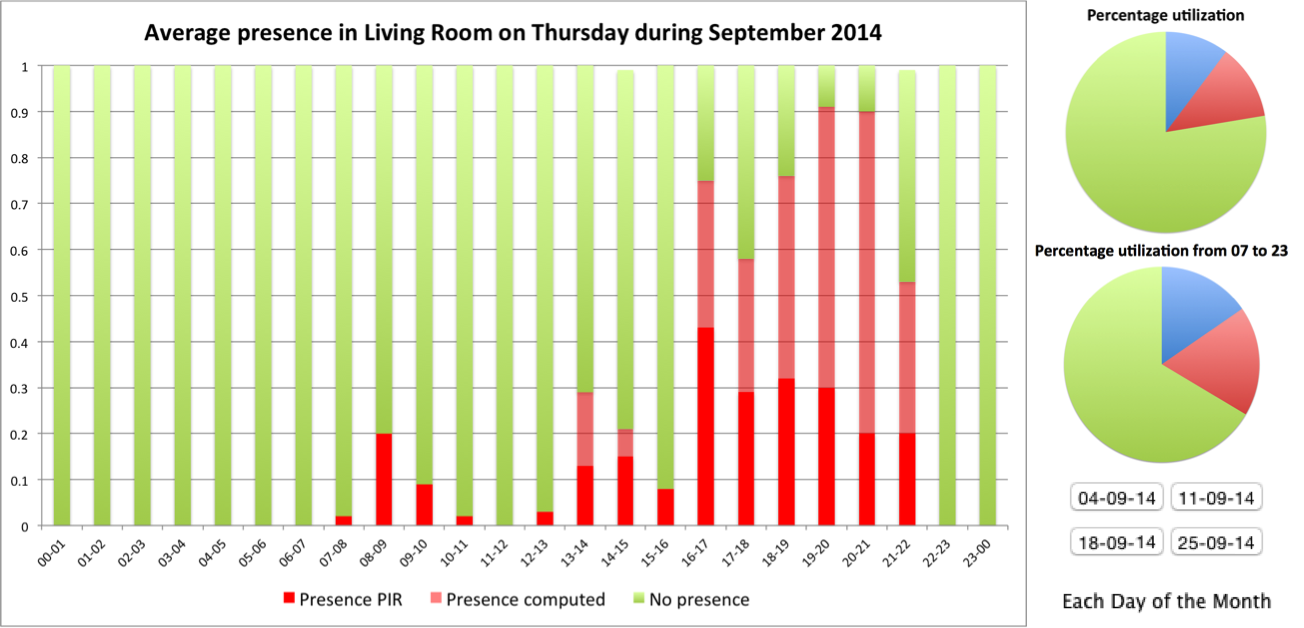 Average presence in Living Room on Thursday during September 2014
1
0.9
0.8
0.7
0.6
0.5
0.4
0.3
0.2
0.1
0
00-01 01-02 02-03 03-04 04-05 05-06 06-07 07-08 08-09 09-10 10-11 11-12 12-13 13-14 14-15 15-16 16-17 17-18 18-19 19-20 20-21 21-22 22-23 23-00
Presence PIR Presence computed No presence
Percentage utilization
Percentage utilization from 07 to 23
04-09-14 11-09-14
18-09-14 25-09-14
Each Day of the Month